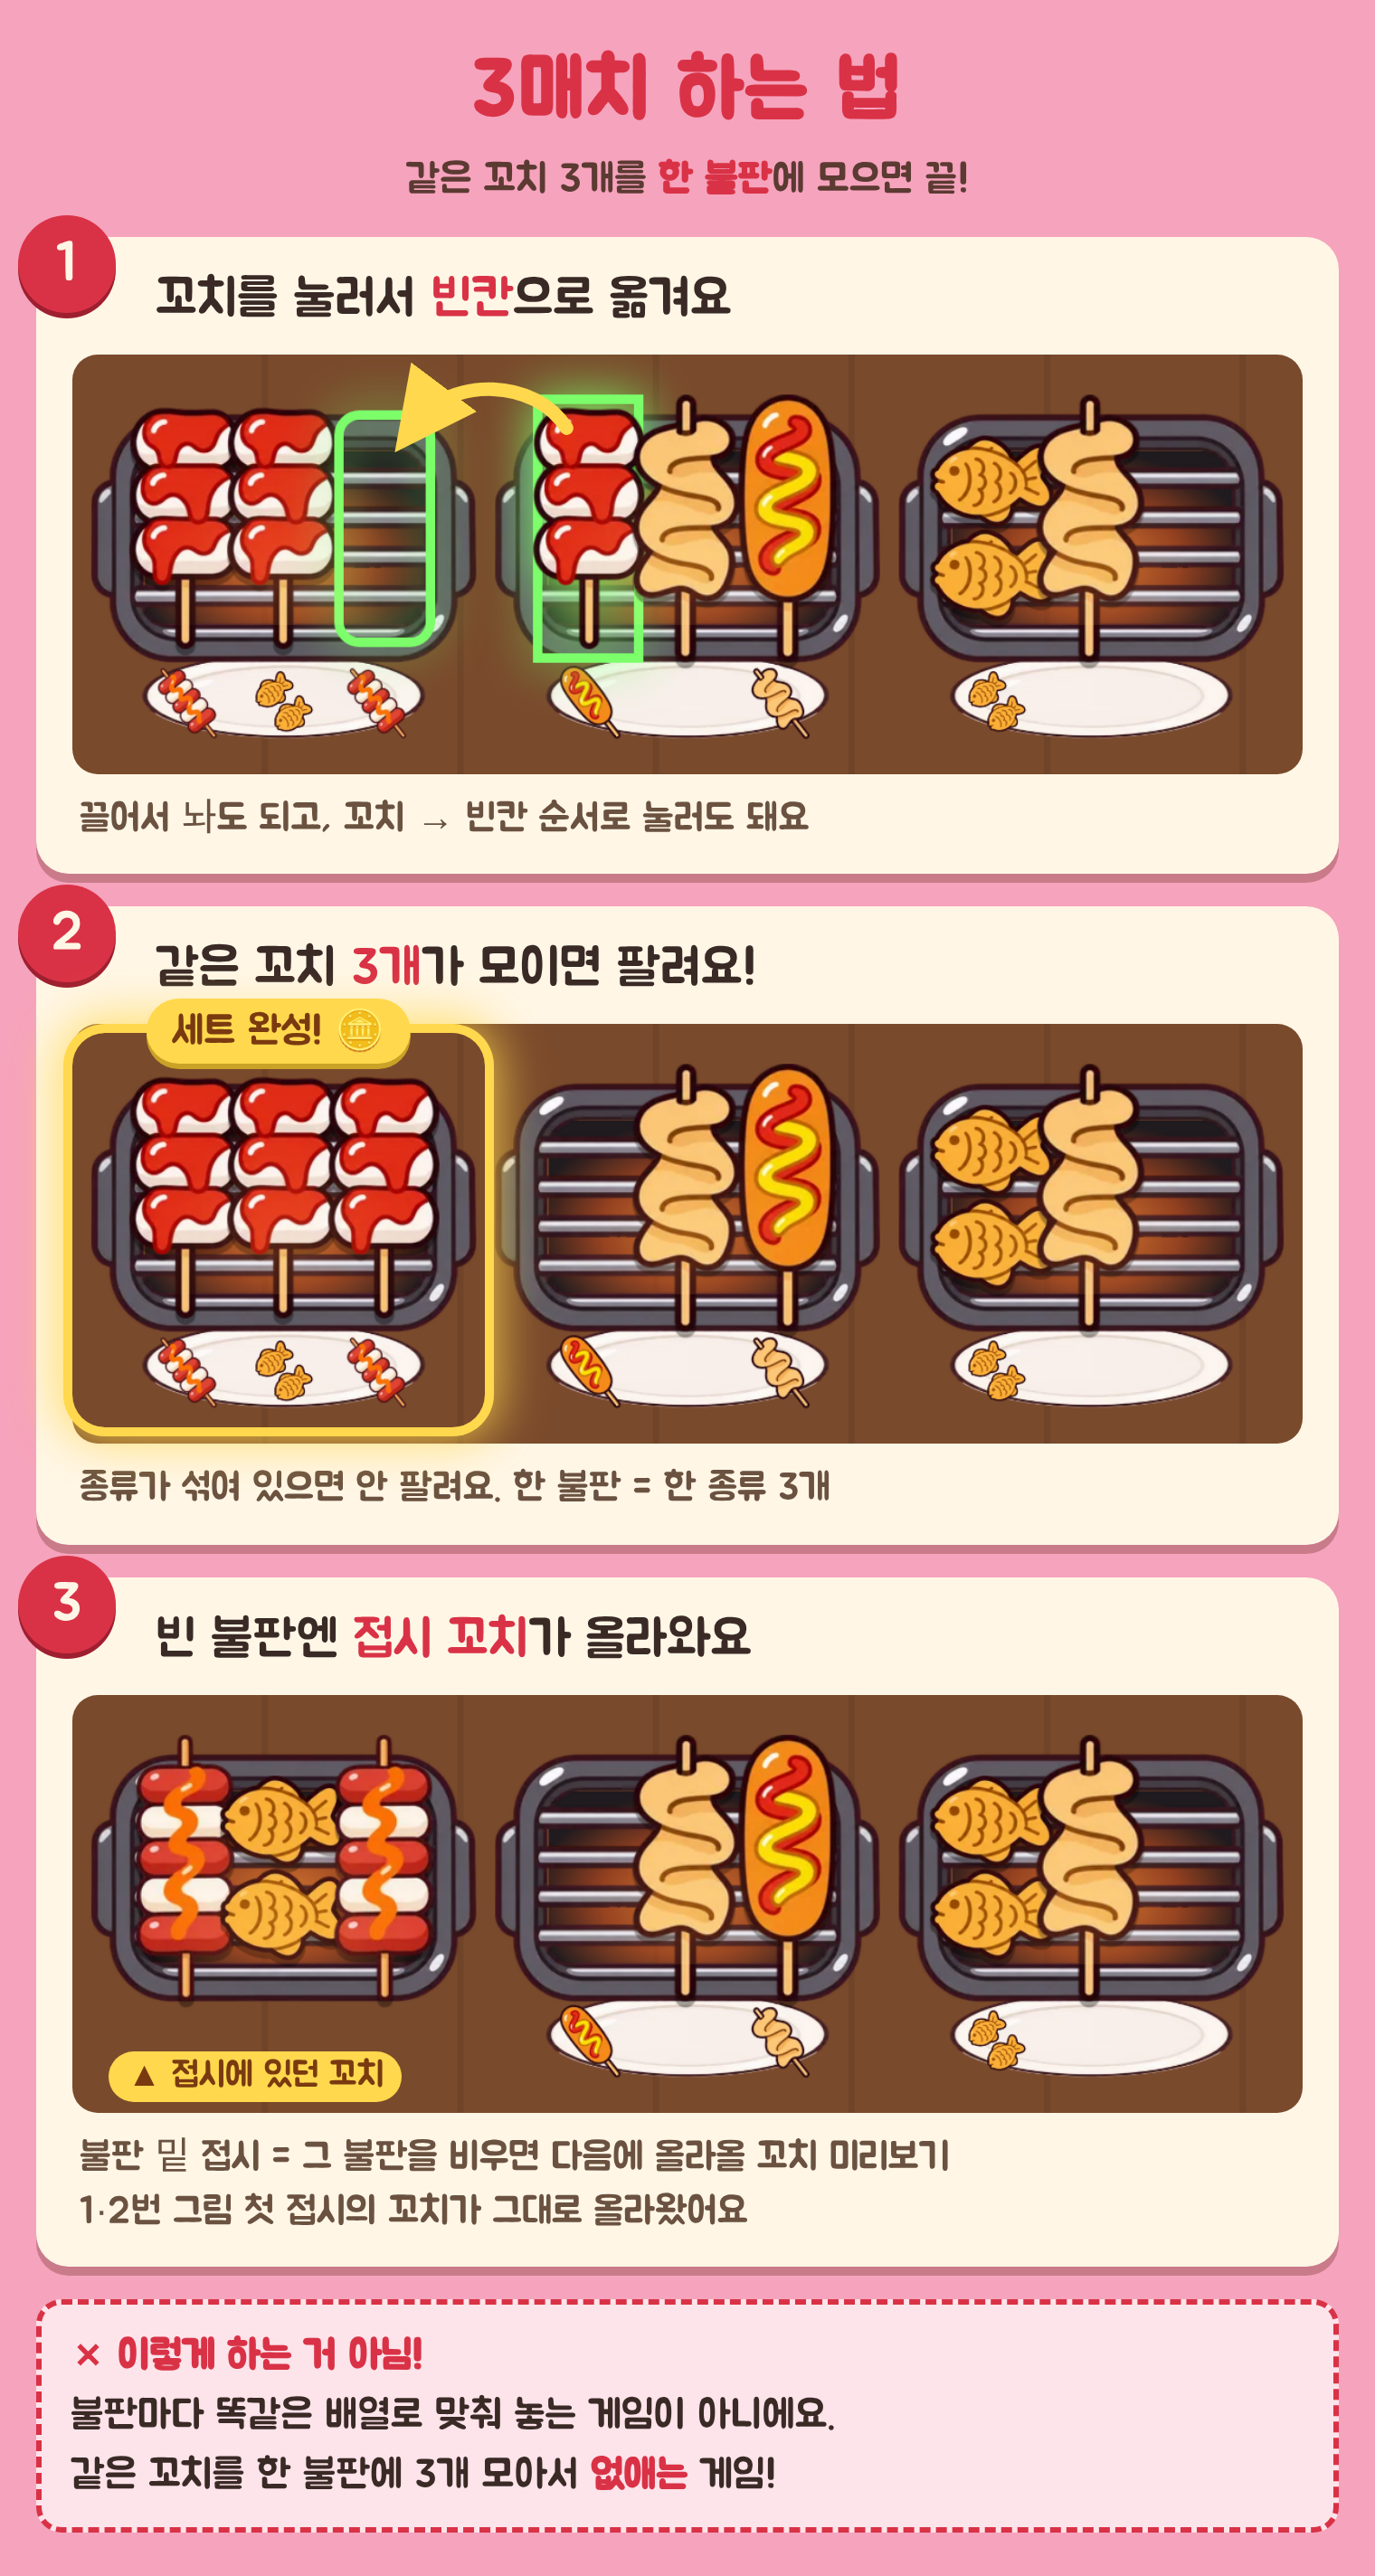 3매치 하는 법
같은 꼬치 3개를 한 불판에 모으면 끝!
1
꼬치를 눌러서 빈칸으로 옮겨요
끌어서 놔도 되고, 꼬치 → 빈칸 순서로 눌러도 돼요
2
같은 꼬치 3개가 모이면 팔려요!
세트 완성!
종류가 섞여 있으면 안 팔려요. 한 불판 = 한 종류 3개
3
빈 불판엔 접시 꼬치가 올라와요
▲ 접시에 있던 꼬치
불판 밑 접시 = 그 불판을 비우면 다음에 올라올 꼬치 미리보기
1·2번 그림 첫 접시의 꼬치가 그대로 올라왔어요
× 이렇게 하는 거 아님!
불판마다 똑같은 배열로 맞춰 놓는 게임이 아니에요.
같은 꼬치를 한 불판에 3개 모아서 없애는 게임!